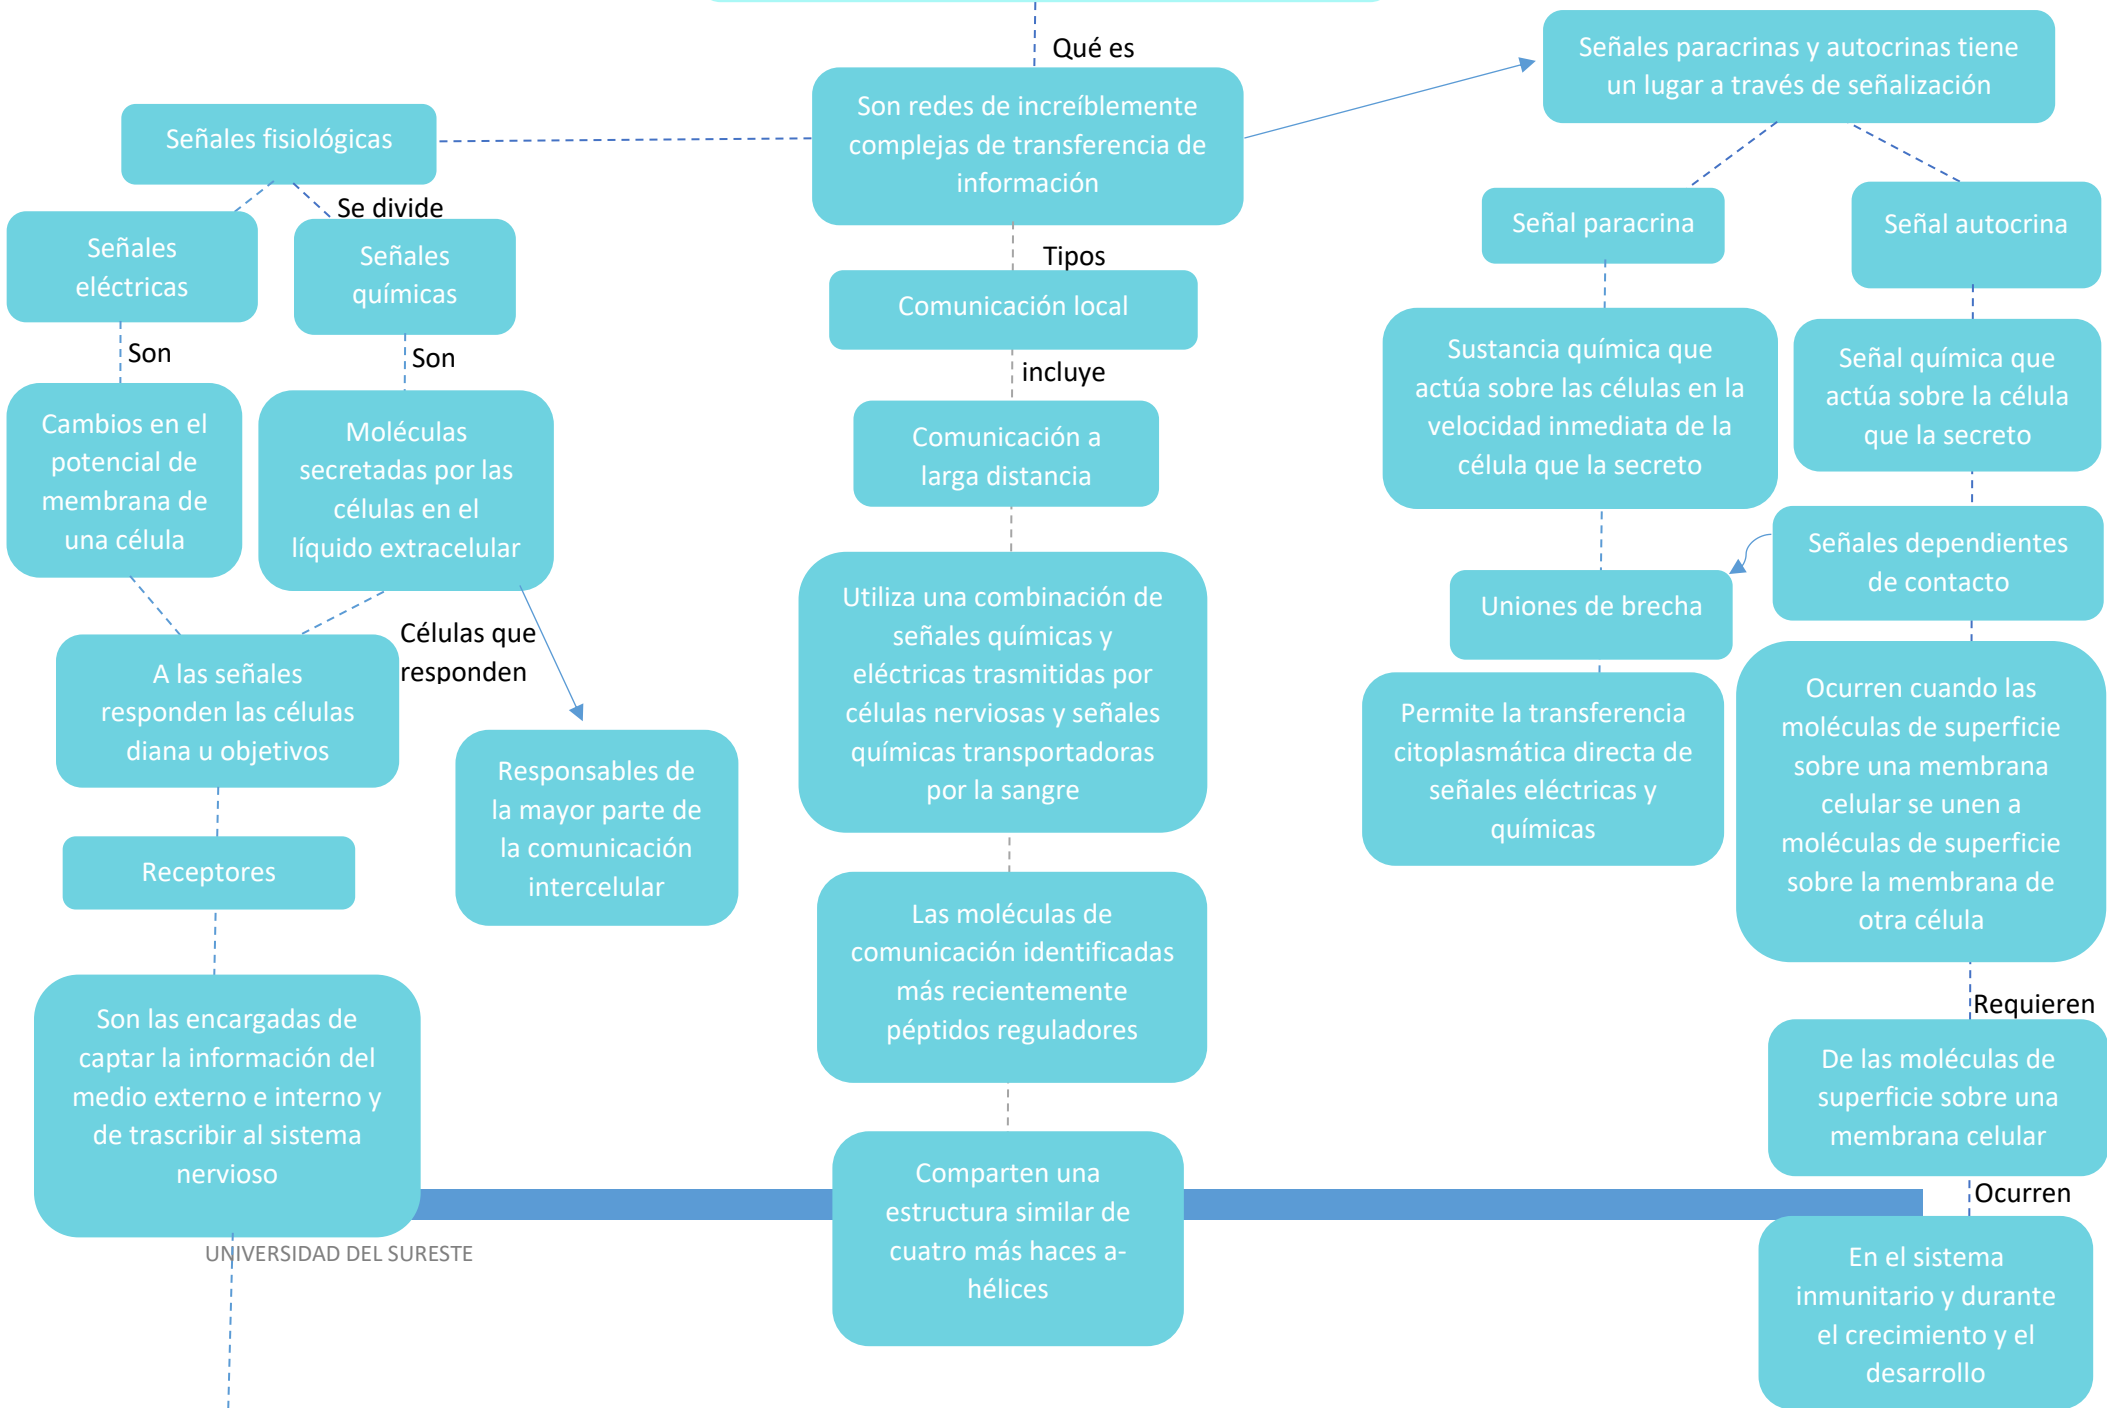 Qué es
Son redes de increíblemente
complejas de transferencia de
información
Señales fisiológicas
Se divide
Señales
eléctricas
Señales
químicas
Son
Son
Cambios en el
potencial de
membrana de
una célula
Moléculas
secretadas por las
células en el
líquido extracelular
A las señales
responden las células
diana u objetivos
Células que
responden
Responsables de
la mayor parte de
la comunicación
intercelular
Receptores
Son las encargadas de
captar la información del
medio externo e interno y
de trascribir al sistema
nervioso
Tipos
Comunicación local
incluye
Comunicación a
larga distancia
Utiliza una combinación de
señales químicas y
eléctricas trasmitidas por
células nerviosas y señales
químicas transportadoras
por la sangre
Las moléculas de
comunicación identificadas
más recientemente
péptidos reguladores
Comparten una
estructura similar de
cuatro más haces a-
hélices
Señales paracrinas y autocrinas tiene
un lugar a través de señalización
Señal paracrina
Señal autocrina
Sustancia química que
actúa sobre las células en la
velocidad inmediata de la
célula que la secreto
Señal química que
actúa sobre la célula
que la secreto
Uniones de brecha
Señales dependientes
de contacto
Permite la transferencia
citoplasmática directa de
señales eléctricas y
químicas
Ocurren cuando las
moléculas de superficie
sobre una membrana
celular se unen a
moléculas de superficie
sobre la membrana de
otra célula
Requieren
De las moléculas de
superficie sobre una
membrana celular
Ocurren
En el sistema
inmunitario y durante
el crecimiento y el
desarrollo
UNIVERSIDAD DEL SURESTE